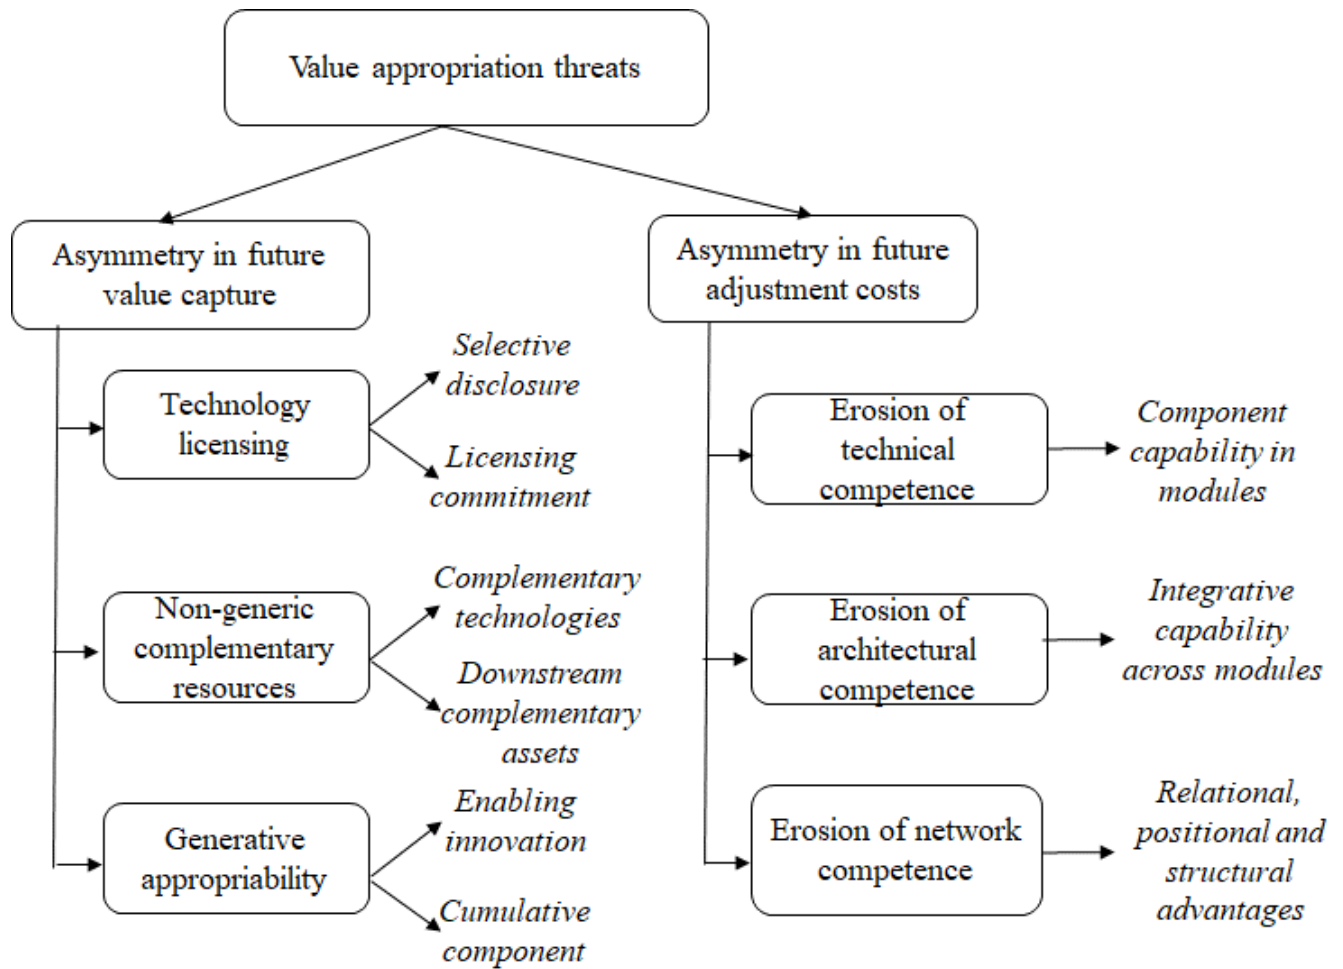 Value appropriation threats
Asymmetry in future
value capture
Technology
licensing
Selective
disclosure
Licensing
commitment
Non-generic
complementary
resources
Complementary
technologies
Downstream
complementary
assets
Generative
appropriability
Enabling
innovation
Cumulative
component
Asymmetry in future
adjustment costs
Erosion of
technical
competence
Component
capability in
modules
Erosion of
architectural
competence
Integrative
capability
across modules
Erosion of network
competence
Relational,
positional and
structural
advantages